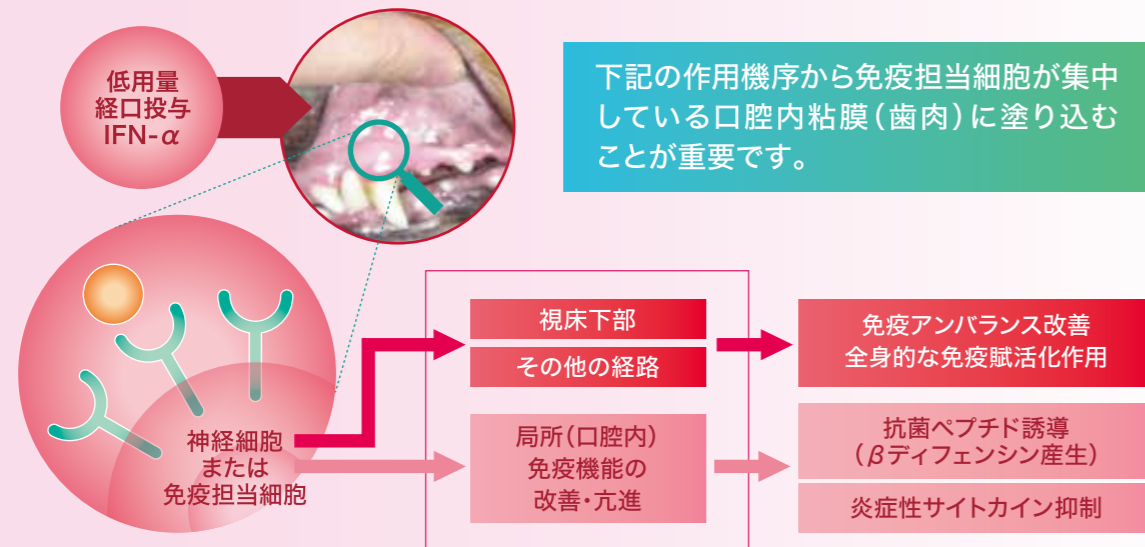 低用量
経口投与
IFN-α
下記の作用機序から免疫担当細胞が集中
している口腔内粘膜(歯肉)に塗り込む
ことが重要です。
神経細胞
または
免疫担当細胞
視床下部
その他の経路
局所(口腔内)
免疫機能の
改善・亢進
免疫アンバランス改善
全身的な免疫賦活化作用
抗菌ペプチド誘導
(βディフェンシン産生)
炎症性サイトカイン抑制